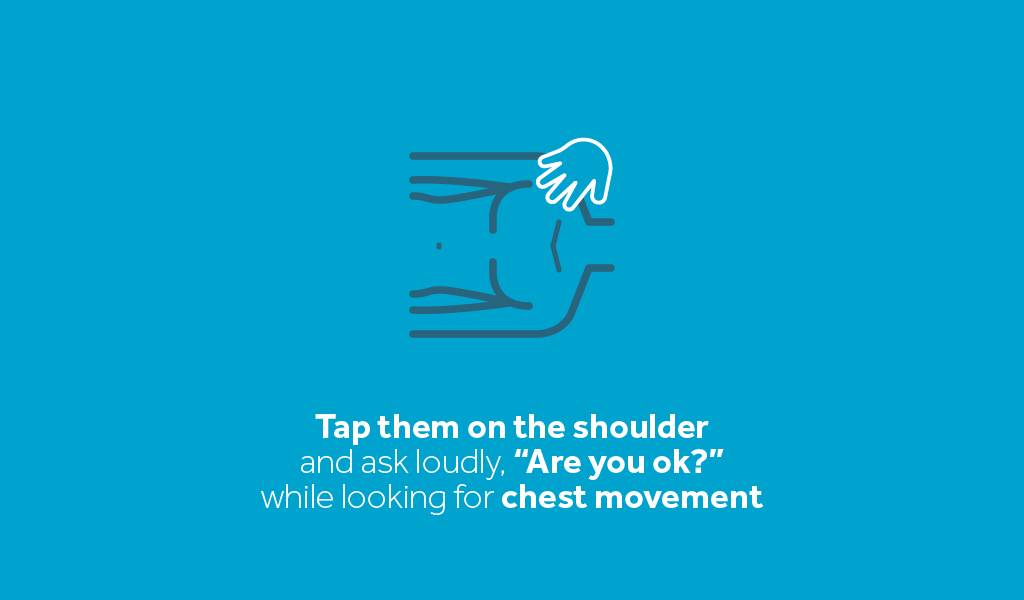 Tap them on the shoulder
and ask loudly, “Are you ok?”
while looking for chest movement